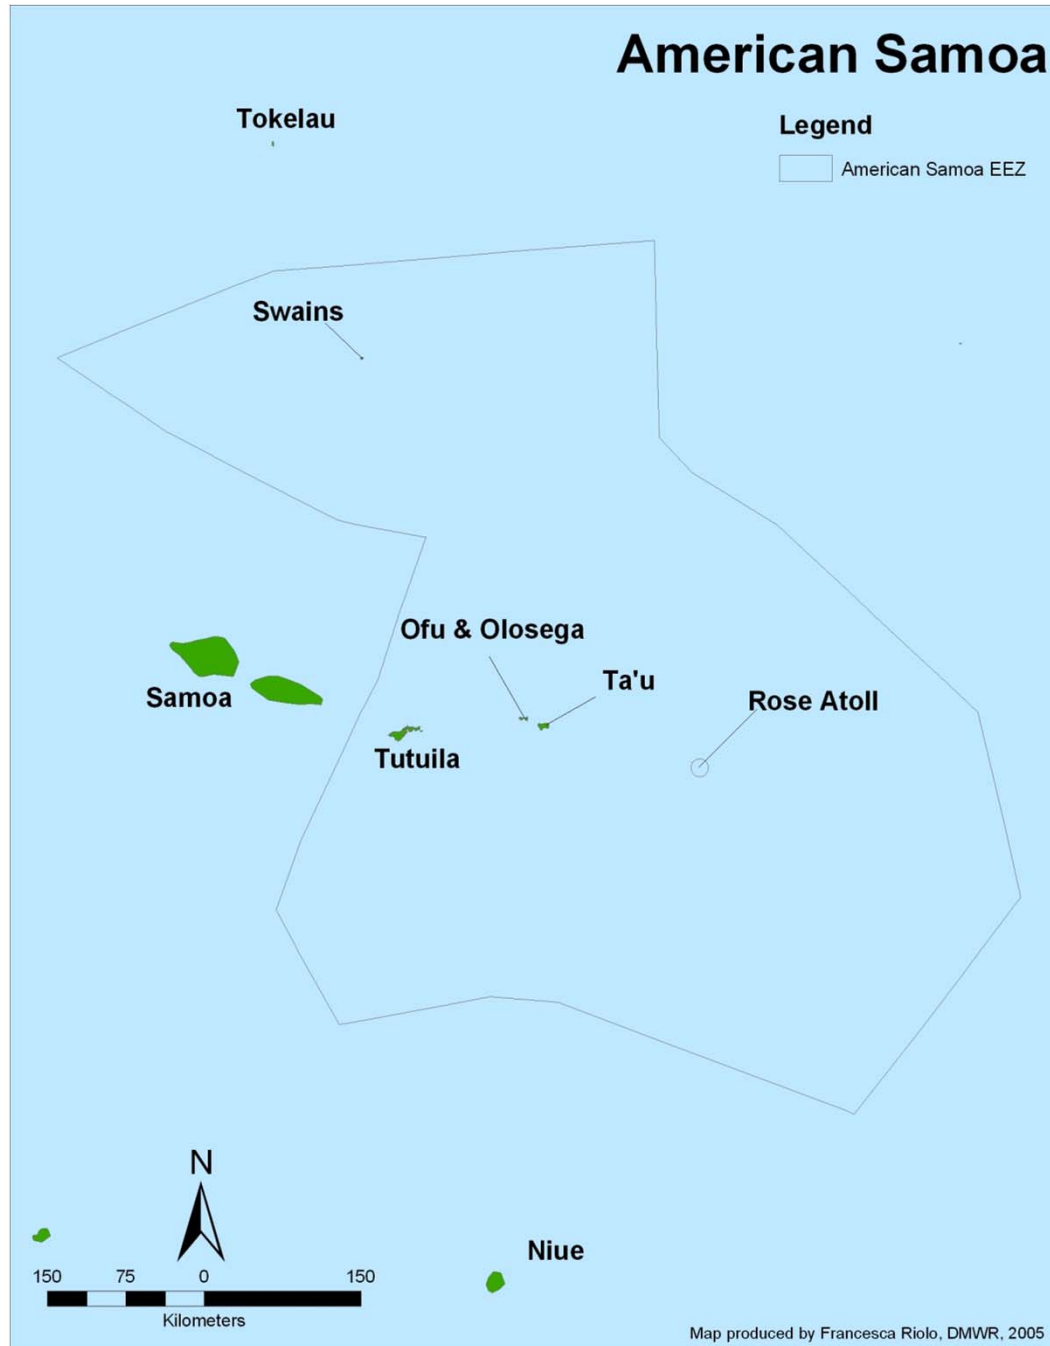 American Samoa
Tokelau
Legend
American Samoa EEZ
Swains
Ofu & Olosega
Ta'u
Samoa
Rose Atoll
Tutuila
N
Niue
150 75 0 150
Kilometers
Map produced by Francesca Riolo, DMWR, 2005